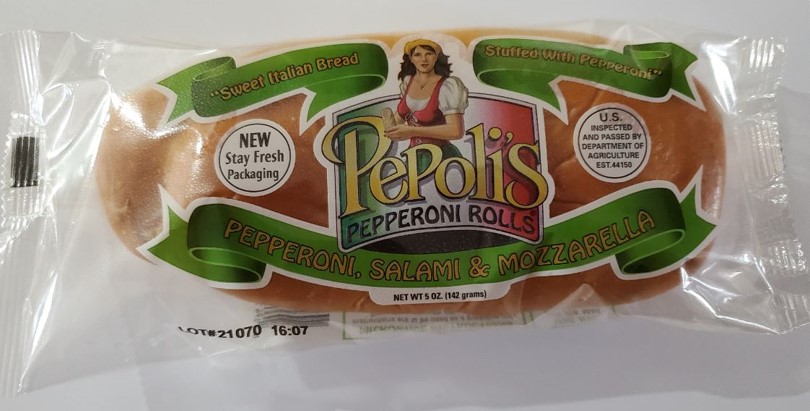 "Sweet Italian Bread
Stuffed With Pepperoni"
NEW
Stay Fresh
Packaging
U.S.
INSPECTED
AND PASSED BY
DEPARTMENT OF
AGRICULTURE
EST.44150
Pepoli's
PEPPERONI ROLLS
PEPPERONI, SALAMI & MOZZARELLA
NET WT 5 OZ. (142 grams)
LOT#21070 16:07